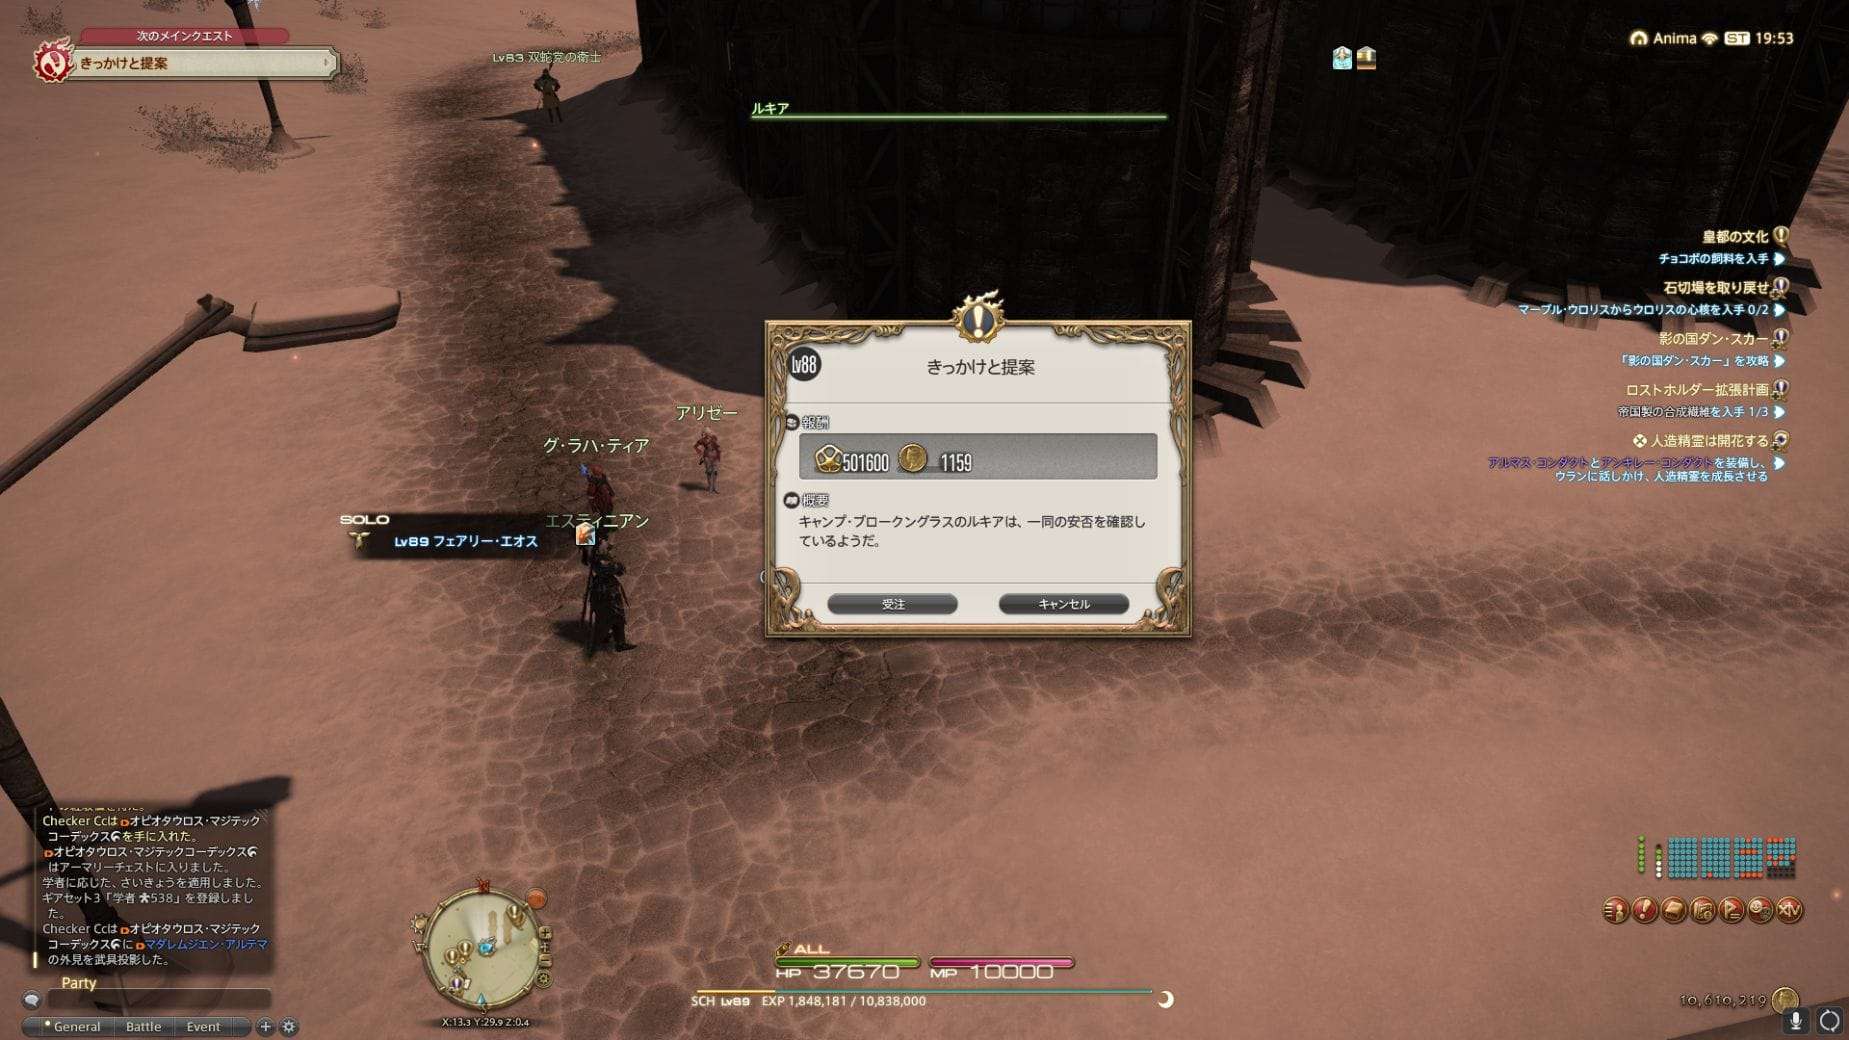 次のメインクエスト
きっかけと提案
Lv83 双蛇党の衛士
Anima ST 19:53
ルキア
皇都の文化
チョコボの飼料を入手
石切場を取り戻せ
マーブル・ウロリスからウロリスの心核を入手 0/2
影の国ダン・スカー
「影の国ダン・スカー」を攻略
ロストホルダー拡張計画
帝国製の合成繊維を入手 1/3
人造精霊は開花する
アルマス・コンダクトとアンキレー・コンダクトを装備し、
ウランに話しかけ、人造精霊を成長させる
Lv88
きっかけと提案
報酬
501600 1159
概要
キャンプ・ブロークングラスのルキアは、一同の安否を確認し
ているようだ。
受注 キャンセル
アリゼー
グ・ラハ・ティア
エスティニアン
SOLO
Lv89 フェアリー・エオス
Checker Ccはオピオタウロス・マジテック
コーデックスを手に入れた。
オピオタウロス・マジテックコーデックス
はアーマリーチェストに入りました。
学者に応じた、さいきょうを適用しました。
ギアセット3「学者 538」を登録しまし
た。
Checker Ccはオピオタウロス・マジテック
コーデックスにマダレムジエン・アルテマ
の外見を武具投影した。
Party
General Battle Event
X:13.3 Y:29.9 Z:0.4
ALL
HP 37670 MP 10000
SCH Lv89 EXP 1,848,181 / 10,838,000
10,610,219